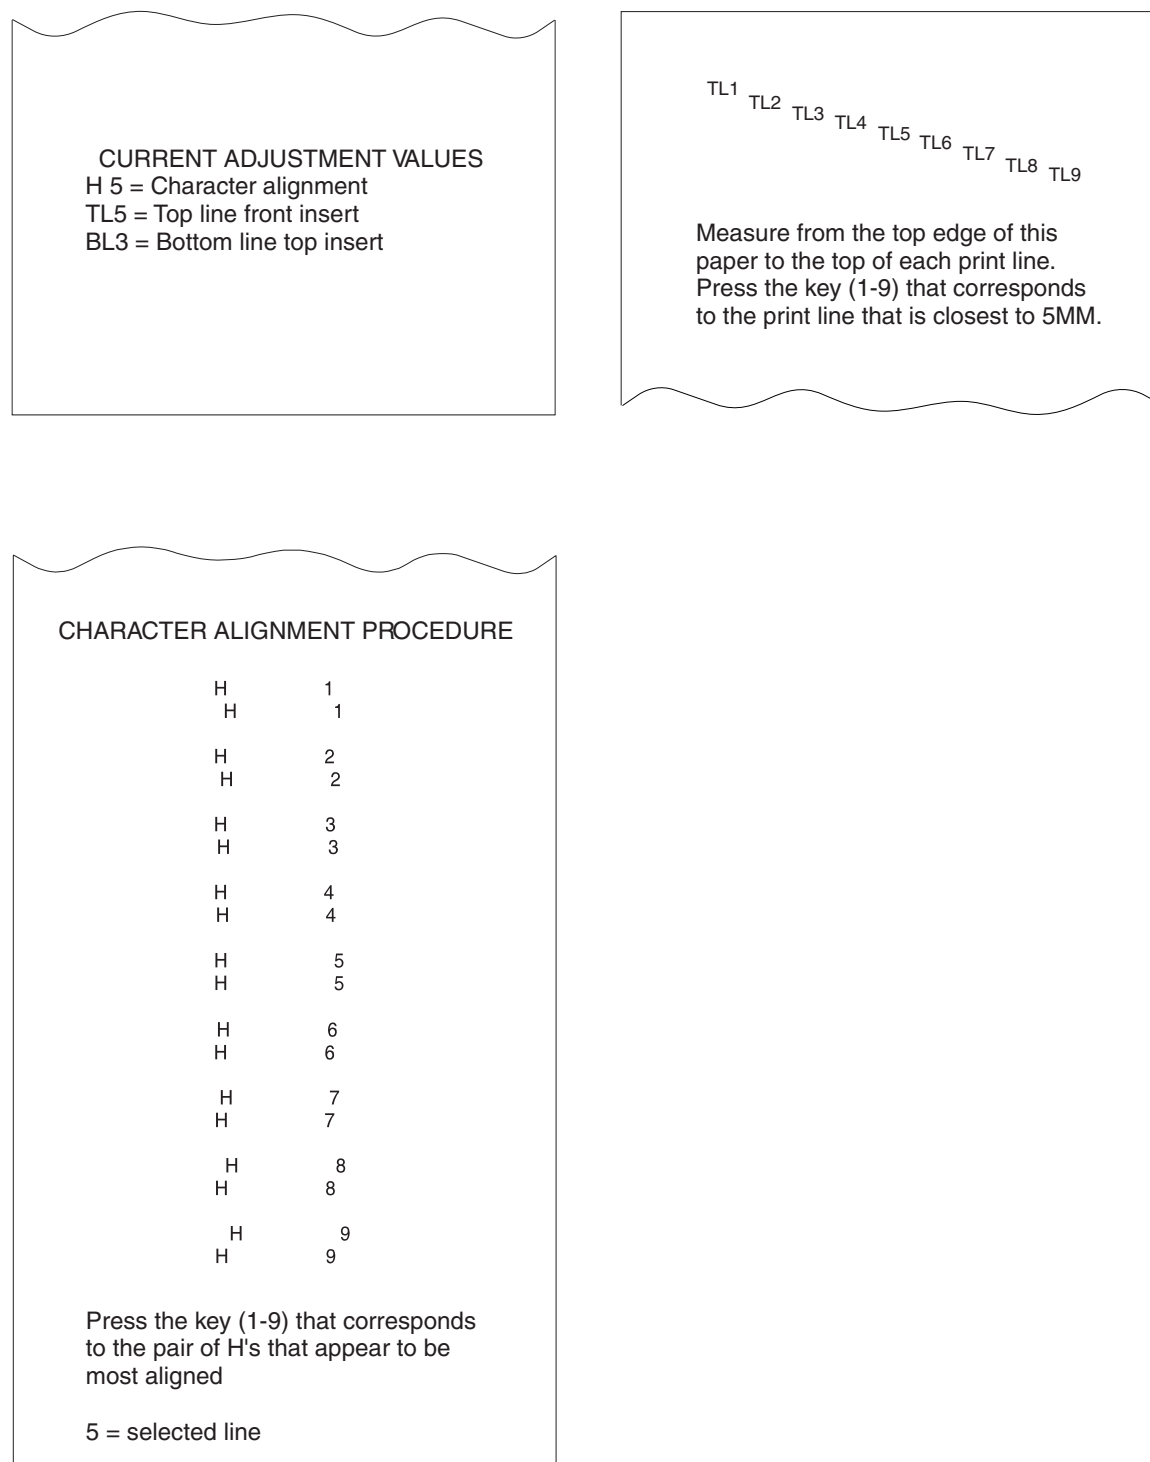 CURRENT ADJUSTMENT VALUES
H 5 = Character alignment
TL5 = Top line front insert
BL3 = Bottom line top insert
TL1 TL2 TL3 TL4 TL5 TL6 TL7 TL8 TL9
Measure from the top edge of this
paper to the top of each print line.
Press the key (1-9) that corresponds
to the print line that is closest to 5MM.
CHARACTER ALIGNMENT PROCEDURE
H 1
H 1
H 2
H 2
H 3
H 3
H 4
H 4
H 5
H 5
H 6
H 6
H 7
H 7
H 8
H 8
H 9
H 9
Press the key (1-9) that corresponds
to the pair of H's that appear to be
most aligned
5 = selected line